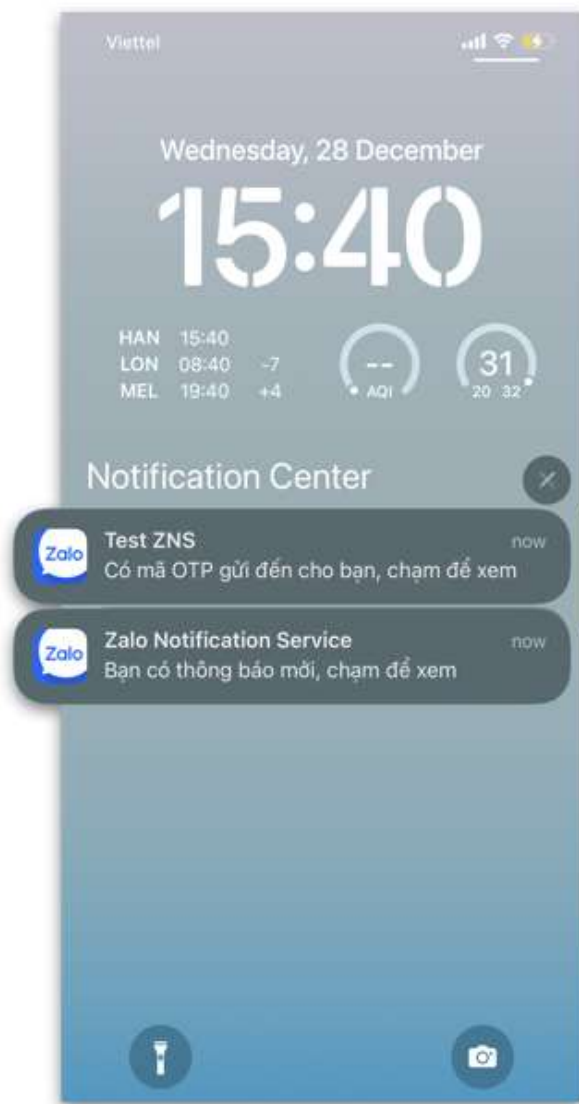 Viettel
Wednesday, 28 December
15:40
HAN 15:40
LON 08:40 -7
MEL 19:40 +4
--
AQI
31
20 32
Notification Center
Zalo
Test ZNS
now
Có mã OTP gửi đến cho bạn, chạm để xem
Zalo
Zalo Notification Service
now
Bạn có thông báo mới, chạm để xem